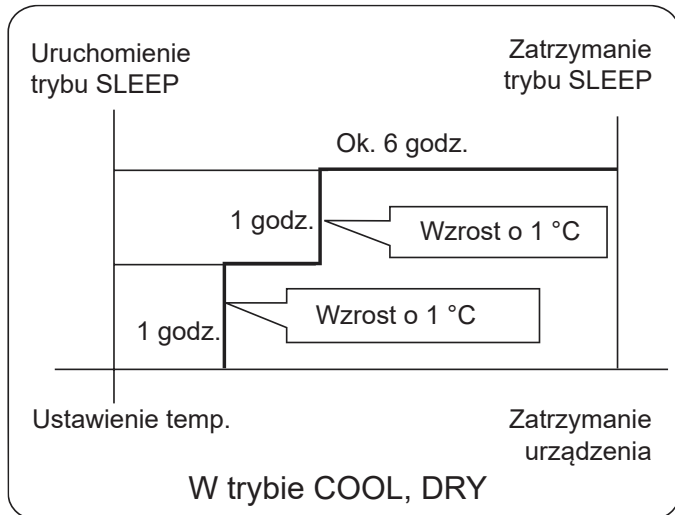 Uruchomienie
trybu SLEEP
Zatrzymanie
trybu SLEEP
Ok. 6 godz.
1 godz.
Wzrost o 1 °C
1 godz.
Wzrost o 1 °C
Ustawienie temp.
Zatrzymanie
urządzenia
W trybie COOL, DRY